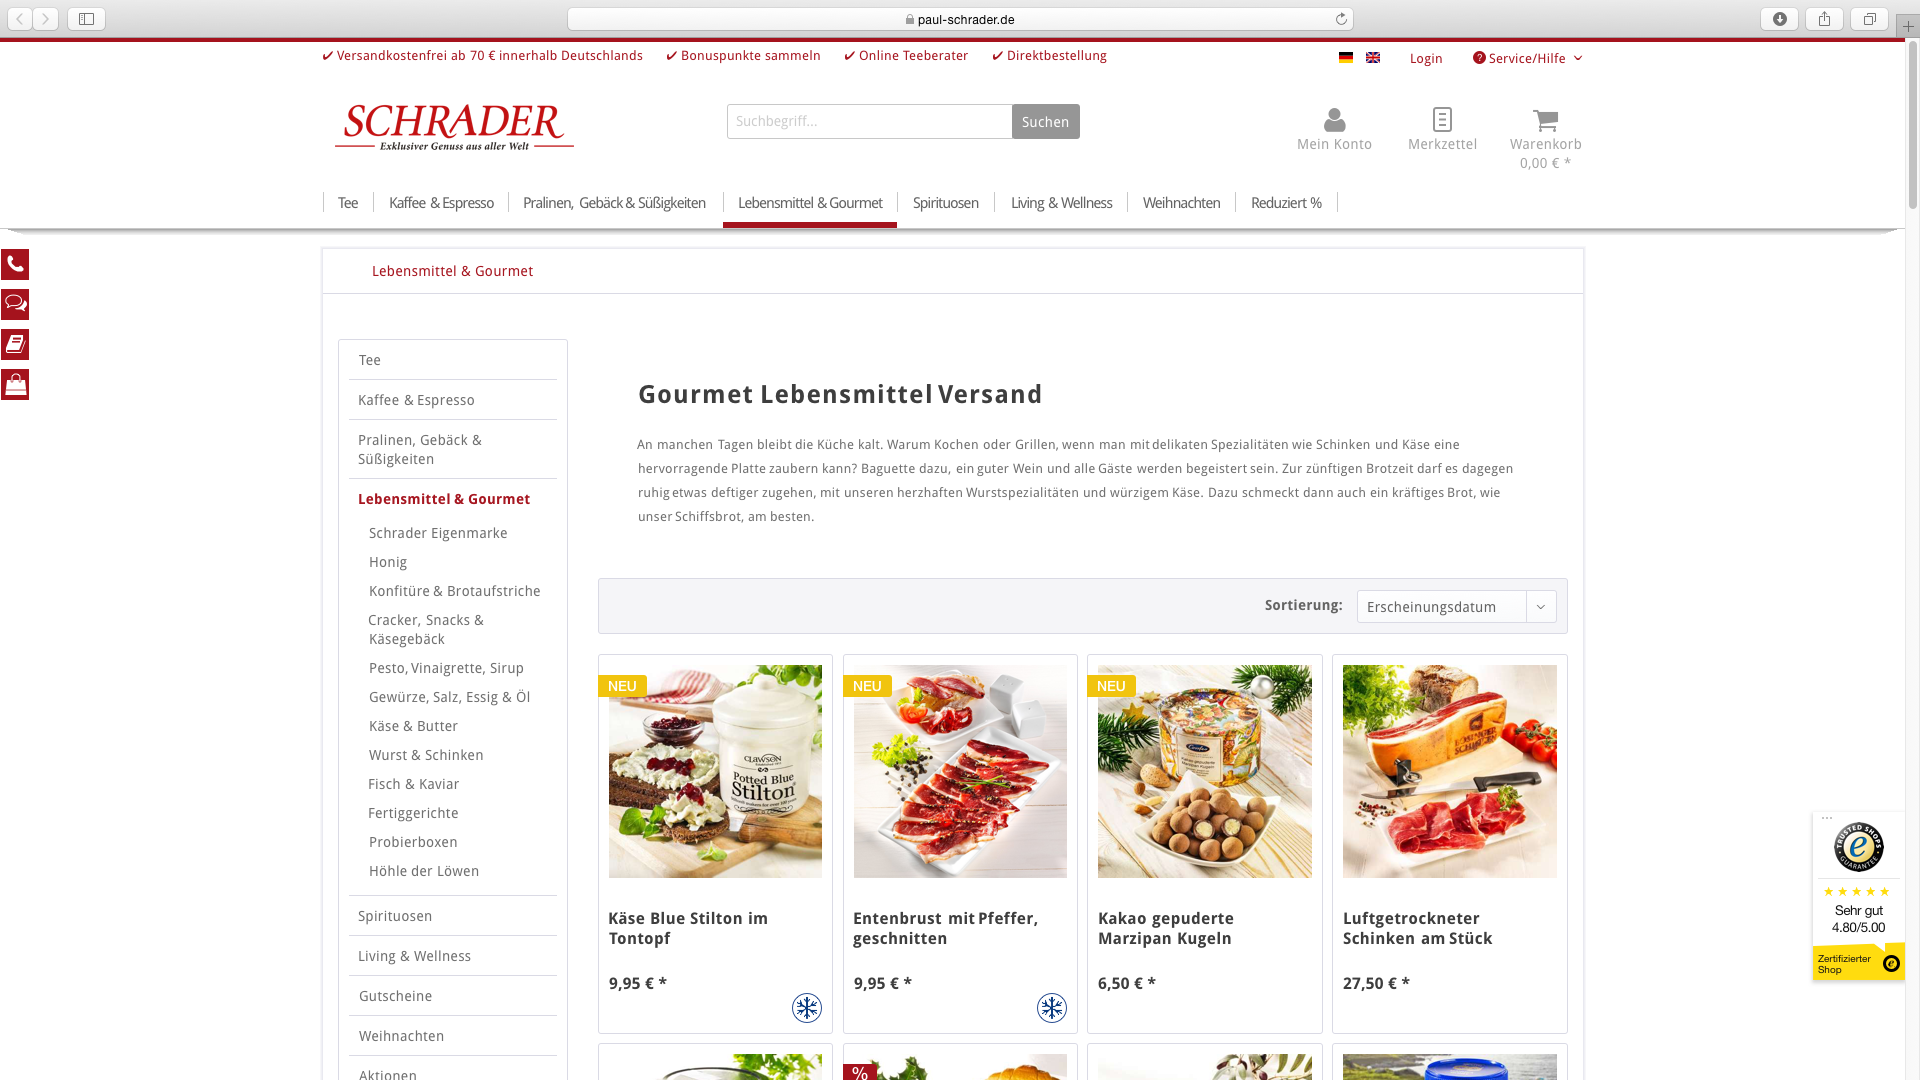 paul-schrader.de
✔ Versandkostenfrei ab 70 € innerhalb Deutschlands ✔ Bonuspunkte sammeln ✔ Online Teeberater ✔ Direktbestellung
Login Service/Hilfe
SCHRADER
Exklusiver Genuss aus aller Welt
Suchbegriff...
Suchen
Mein Konto
Merkzettel
Warenkorb
0,00 € *
Tee Kaffee & Espresso Pralinen, Gebäck & Süßigkeiten Lebensmittel & Gourmet Spirituosen Living & Wellness Weihnachten Reduziert %
Lebensmittel & Gourmet
Tee
Kaffee & Espresso
Pralinen, Gebäck &
Süßigkeiten
Lebensmittel & Gourmet
Schrader Eigenmarke
Honig
Konfitüre & Brotaufstriche
Cracker, Snacks &
Käsegebäck
Pesto, Vinaigrette, Sirup
Gewürze, Salz, Essig & Öl
Käse & Butter
Wurst & Schinken
Fisch & Kaviar
Fertiggerichte
Probierboxen
Höhle der Löwen
Spirituosen
Living & Wellness
Gutscheine
Weihnachten
Aktionen
Gourmet Lebensmittel Versand
An manchen Tagen bleibt die Küche kalt. Warum Kochen oder Grillen, wenn man mit delikaten Spezialitäten wie Schinken und Käse eine
hervorragende Platte zaubern kann? Baguette dazu, ein guter Wein und alle Gäste werden begeistert sein. Zur zünftigen Brotzeit darf es dagegen
ruhig etwas deftiger zugehen, mit unseren herzhaften Wurstspezialitäten und würzigem Käse. Dazu schmeckt dann auch ein kräftiges Brot, wie
unser Schiffsbrot, am besten.
Sortierung: Erscheinungsdatum
NEU
CLAWSON
Potted Blue
Stilton
Käse Blue Stilton im
Tontopf
9,95 € *
NEU
Entenbrust mit Pfeffer,
geschnitten
9,95 € *
NEU
Kakao gepuderte
Marzipan Kugeln
6,50 € *
Luftgetrockneter
Schinken am Stück
27,50 € *
%
TRUSTED SHOPS
GUARANTEE
Sehr gut
4.80/5.00
Zertifizierter
Shop